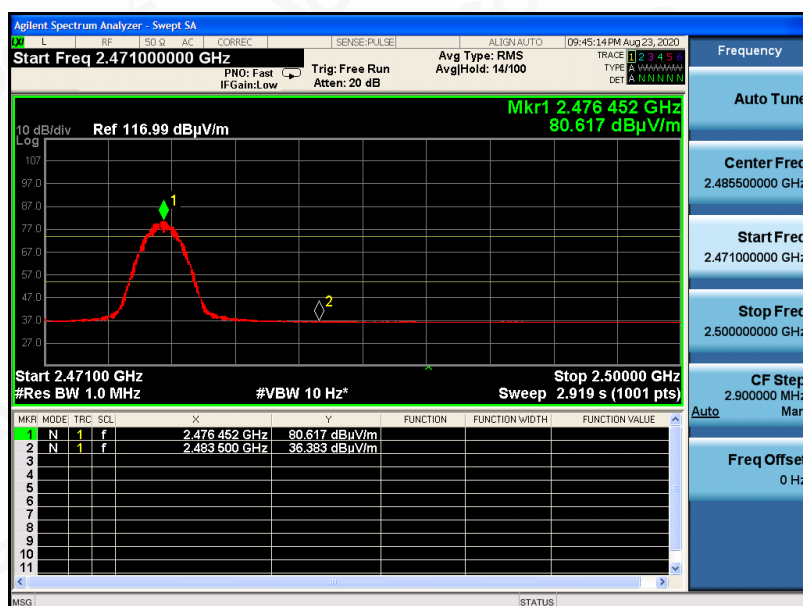 Agilent Spectrum Analyzer - Swept SA
LXI L RF 50 Ω AC CORREC SENSE:PULSE ALIGN AUTO 09:45:14 PM Aug 23, 2020
Start Freq 2.471000000 GHz
PNO: Fast
IFGain:Low
Trig: Free Run
Atten: 20 dB
Avg Type: RMS
Avg|Hold: 14/100
TRACE 1 2 3 4 5 6
TYPE A WWWWW
DET A N N N N N
Mkr1 2.476 452 GHz
80.617 dBµV/m
10 dB/div Ref 116.99 dBµV/m
Log
107
97.0
87.0
77.0
67.0
57.0
47.0
37.0
27.0
1
2
Start 2.47100 GHz Stop 2.50000 GHz
#Res BW 1.0 MHz #VBW 10 Hz* Sweep 2.919 s (1001 pts)
MKR MODE TRC SCL X Y FUNCTION FUNCTION WIDTH FUNCTION VALUE
1 N 1 f 2.476 452 GHz 80.617 dBµV/m
2 N 1 f 2.483 500 GHz 36.383 dBµV/m
3
4
5
6
7
8
9
10
11
MSG STATUS
Frequency
Auto Tune
Center Freq
2.485500000 GHz
Start Freq
2.471000000 GHz
Stop Freq
2.500000000 GHz
CF Step
2.900000 MHz
Auto Man
Freq Offset
0 Hz